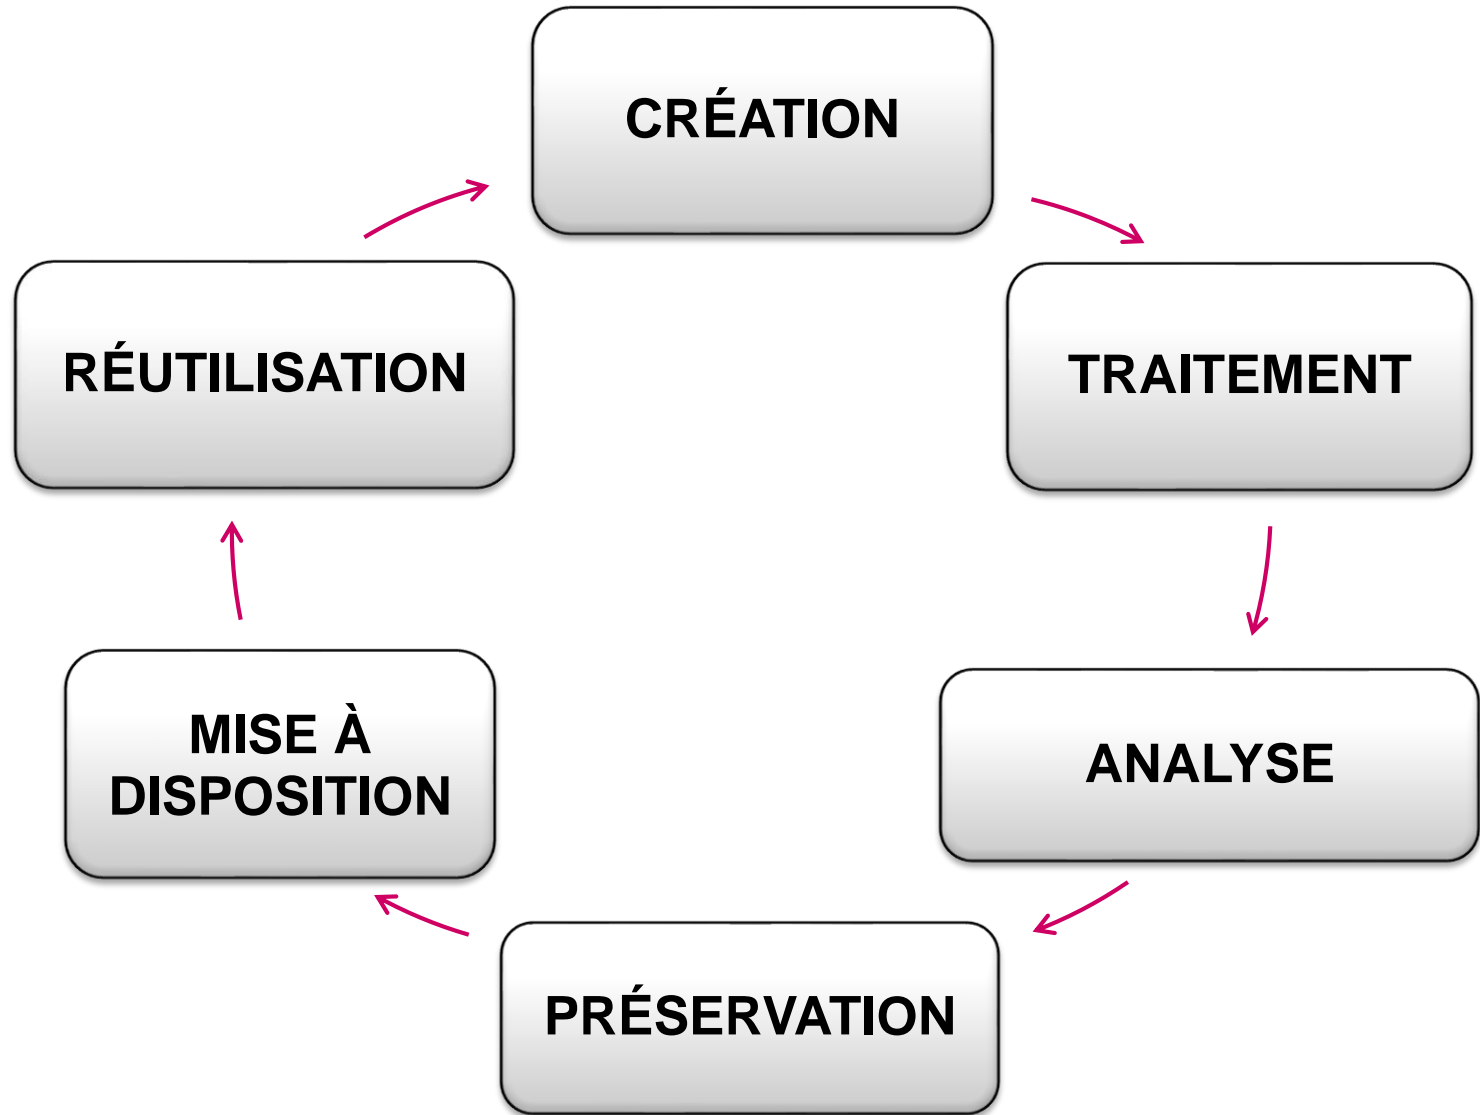 CRÉATION
TRAITEMENT
ANALYSE
PRÉSERVATION
MISE À
DISPOSITION
RÉUTILISATION